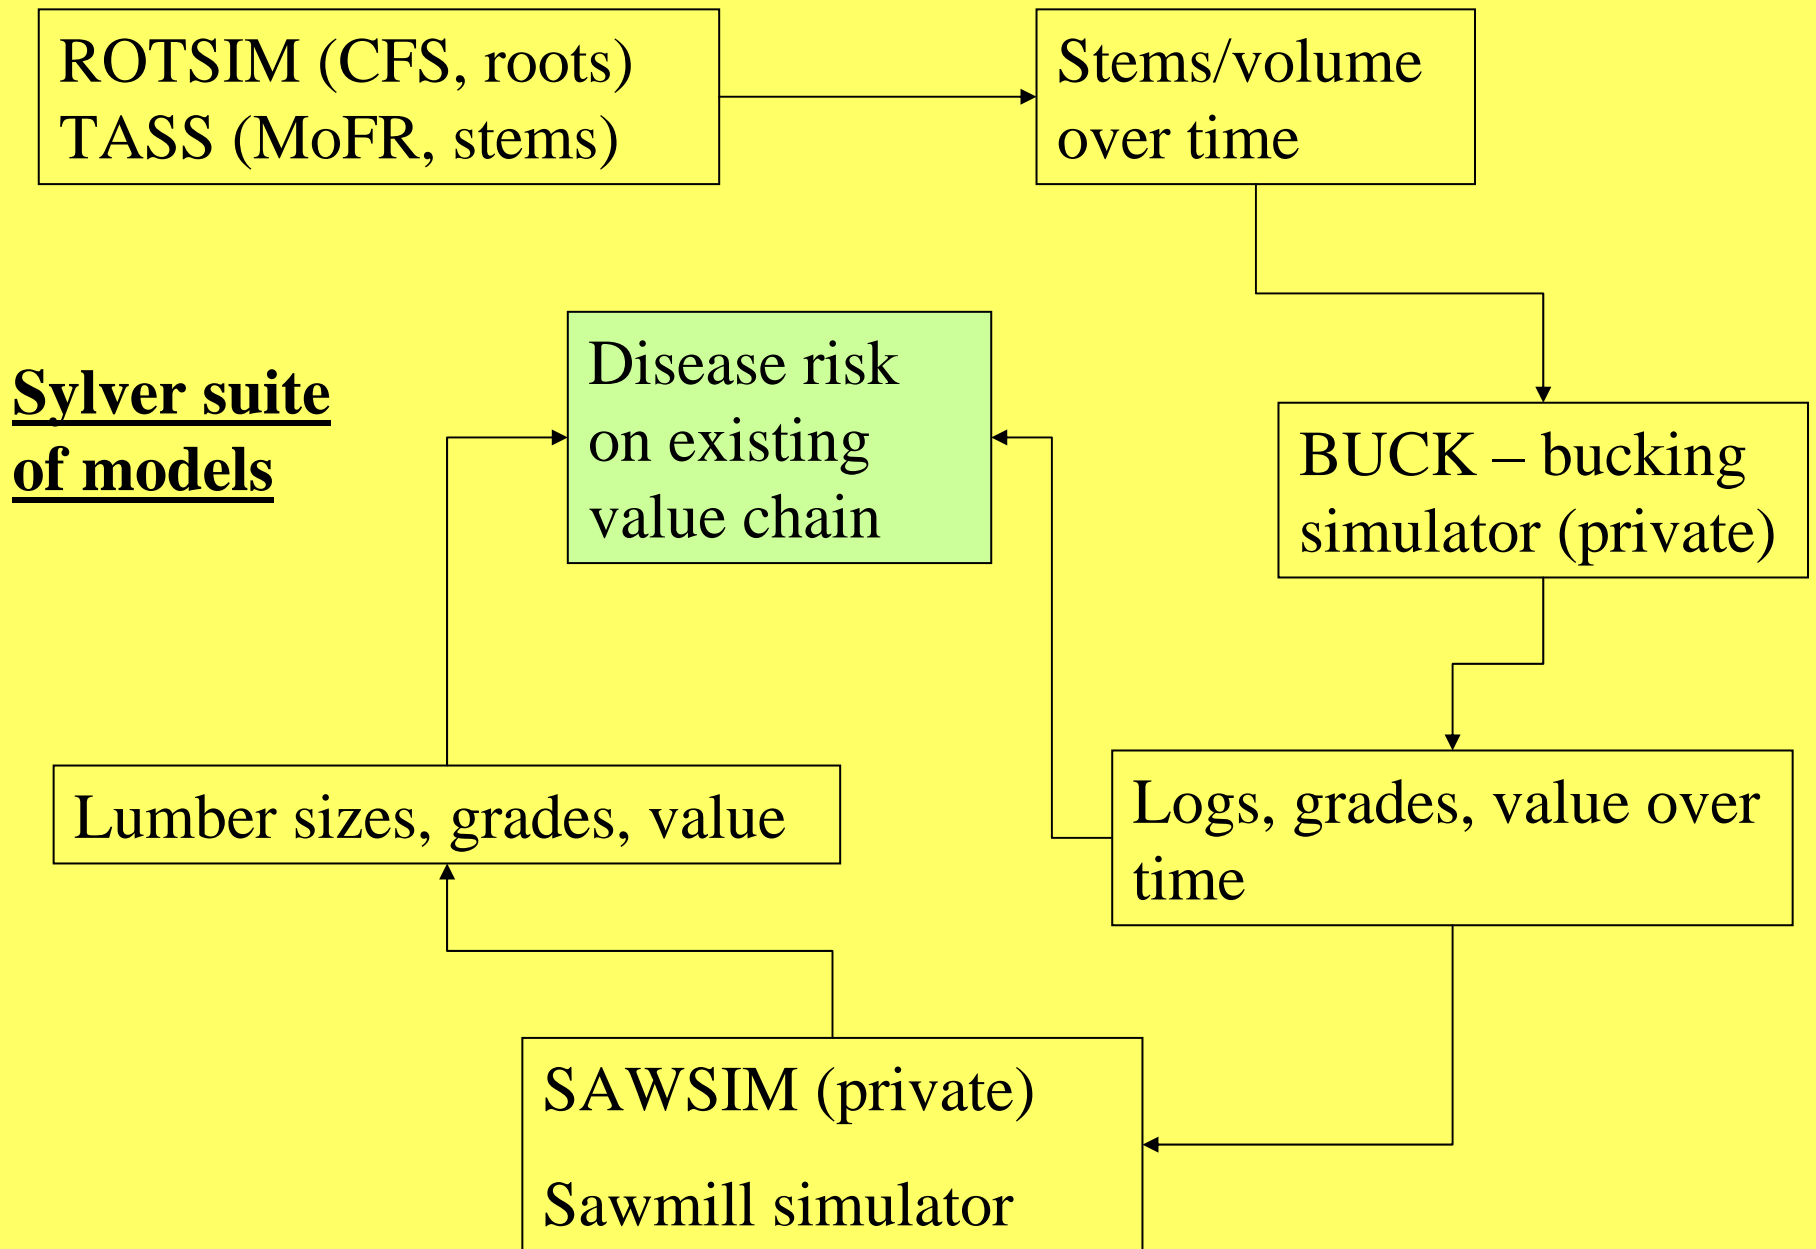 ROTSIM (CFS, roots)
TASS (MoFR, stems)
Stems/volume
over time
Sylver suite
of models
Disease risk
on existing
value chain
BUCK – bucking
simulator (private)
Lumber sizes, grades, value
Logs, grades, value over
time
SAWSIM (private)
Sawmill simulator